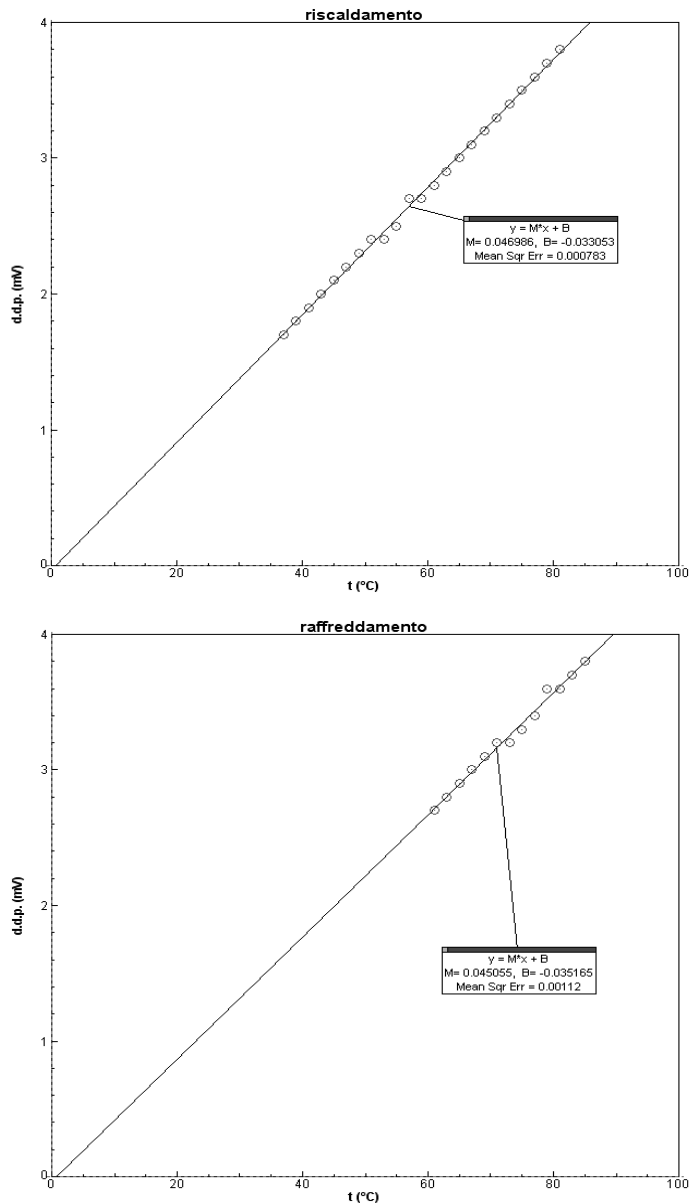 riscaldamento
4
3
2
1
0
d.d.p. (mV)
y = M*x + B
M= 0.046986, B= -0.033053
Mean Sqr Err = 0.000783
0 20 40 60 80 100
t (°C)
raffreddamento
4
3
2
1
0
d.d.p. (mV)
y = M*x + B
M= 0.045055, B= -0.035165
Mean Sqr Err = 0.00112
0 20 40 60 80 100
t (°C)